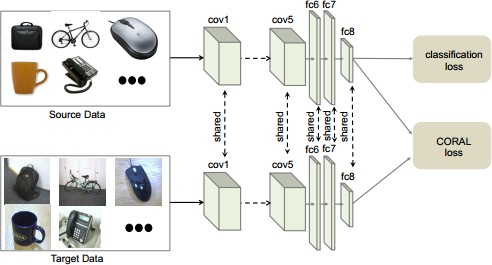 cov1
cov5
fc6
fc7
fc8
classification
loss
Source Data
shared
shared
shared
shared
shared
CORAL
loss
cov1
cov5
fc6
fc7
fc8
Target Data